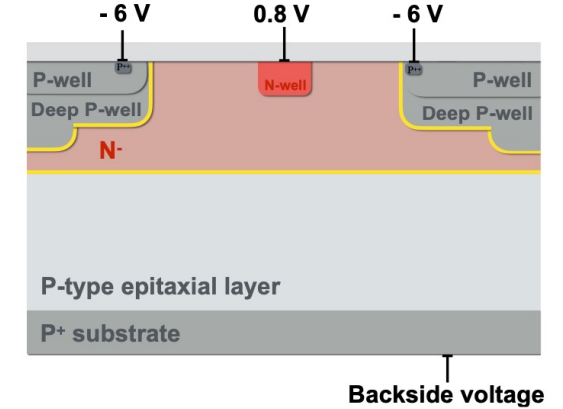 - 6 V 0.8 V - 6 V
P++ P++
P-well N-well P-well
Deep P-well Deep P-well
N-
P-type epitaxial layer
P+ substrate
Backside voltage